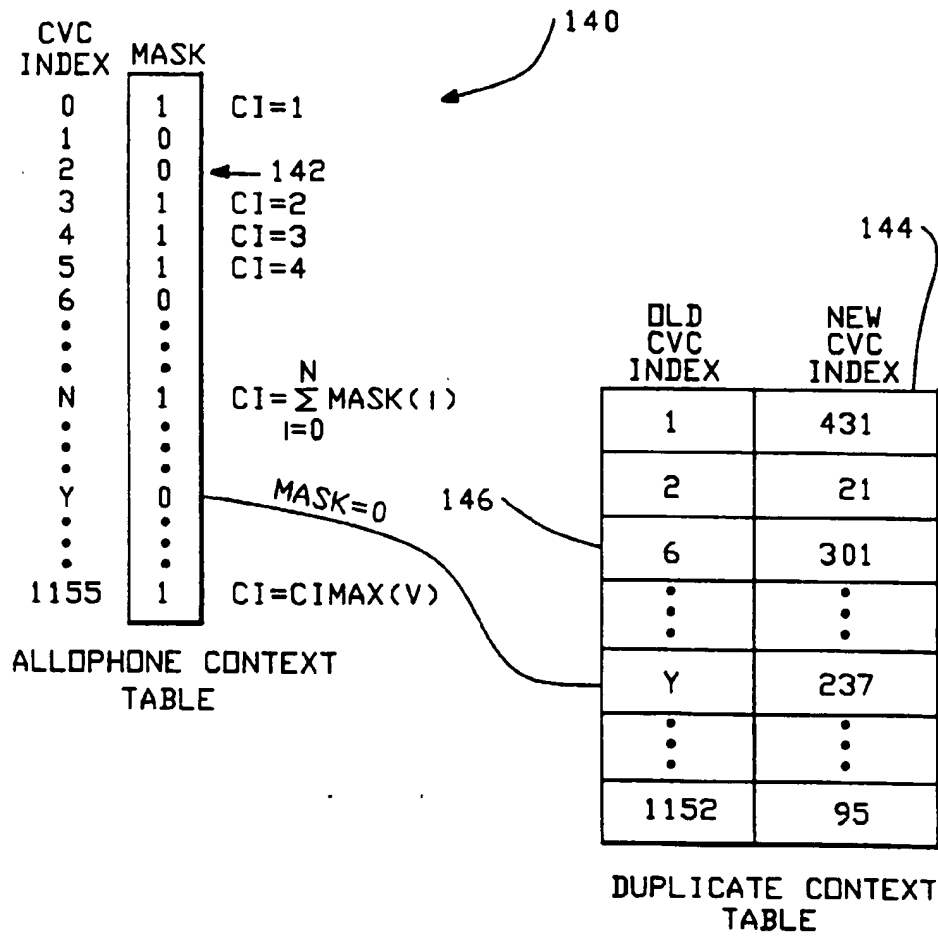 140
CVC
INDEX MASK
0 1 CI=1
1 0
2 0 142
3 1 CI=2
4 1 CI=3
5 1 CI=4
6 0
N 1 CI=N∑i=0 MASK(i)
Y 0 MASK=0
1155 1 CI=CIMAX(V)
ALLOPHONE CONTEXT
TABLE
144
146
OLD
CVC
INDEX
NEW
CVC
INDEX
1 431
2 21
6 301
Y 237
1152 95
DUPLICATE CONTEXT
TABLE